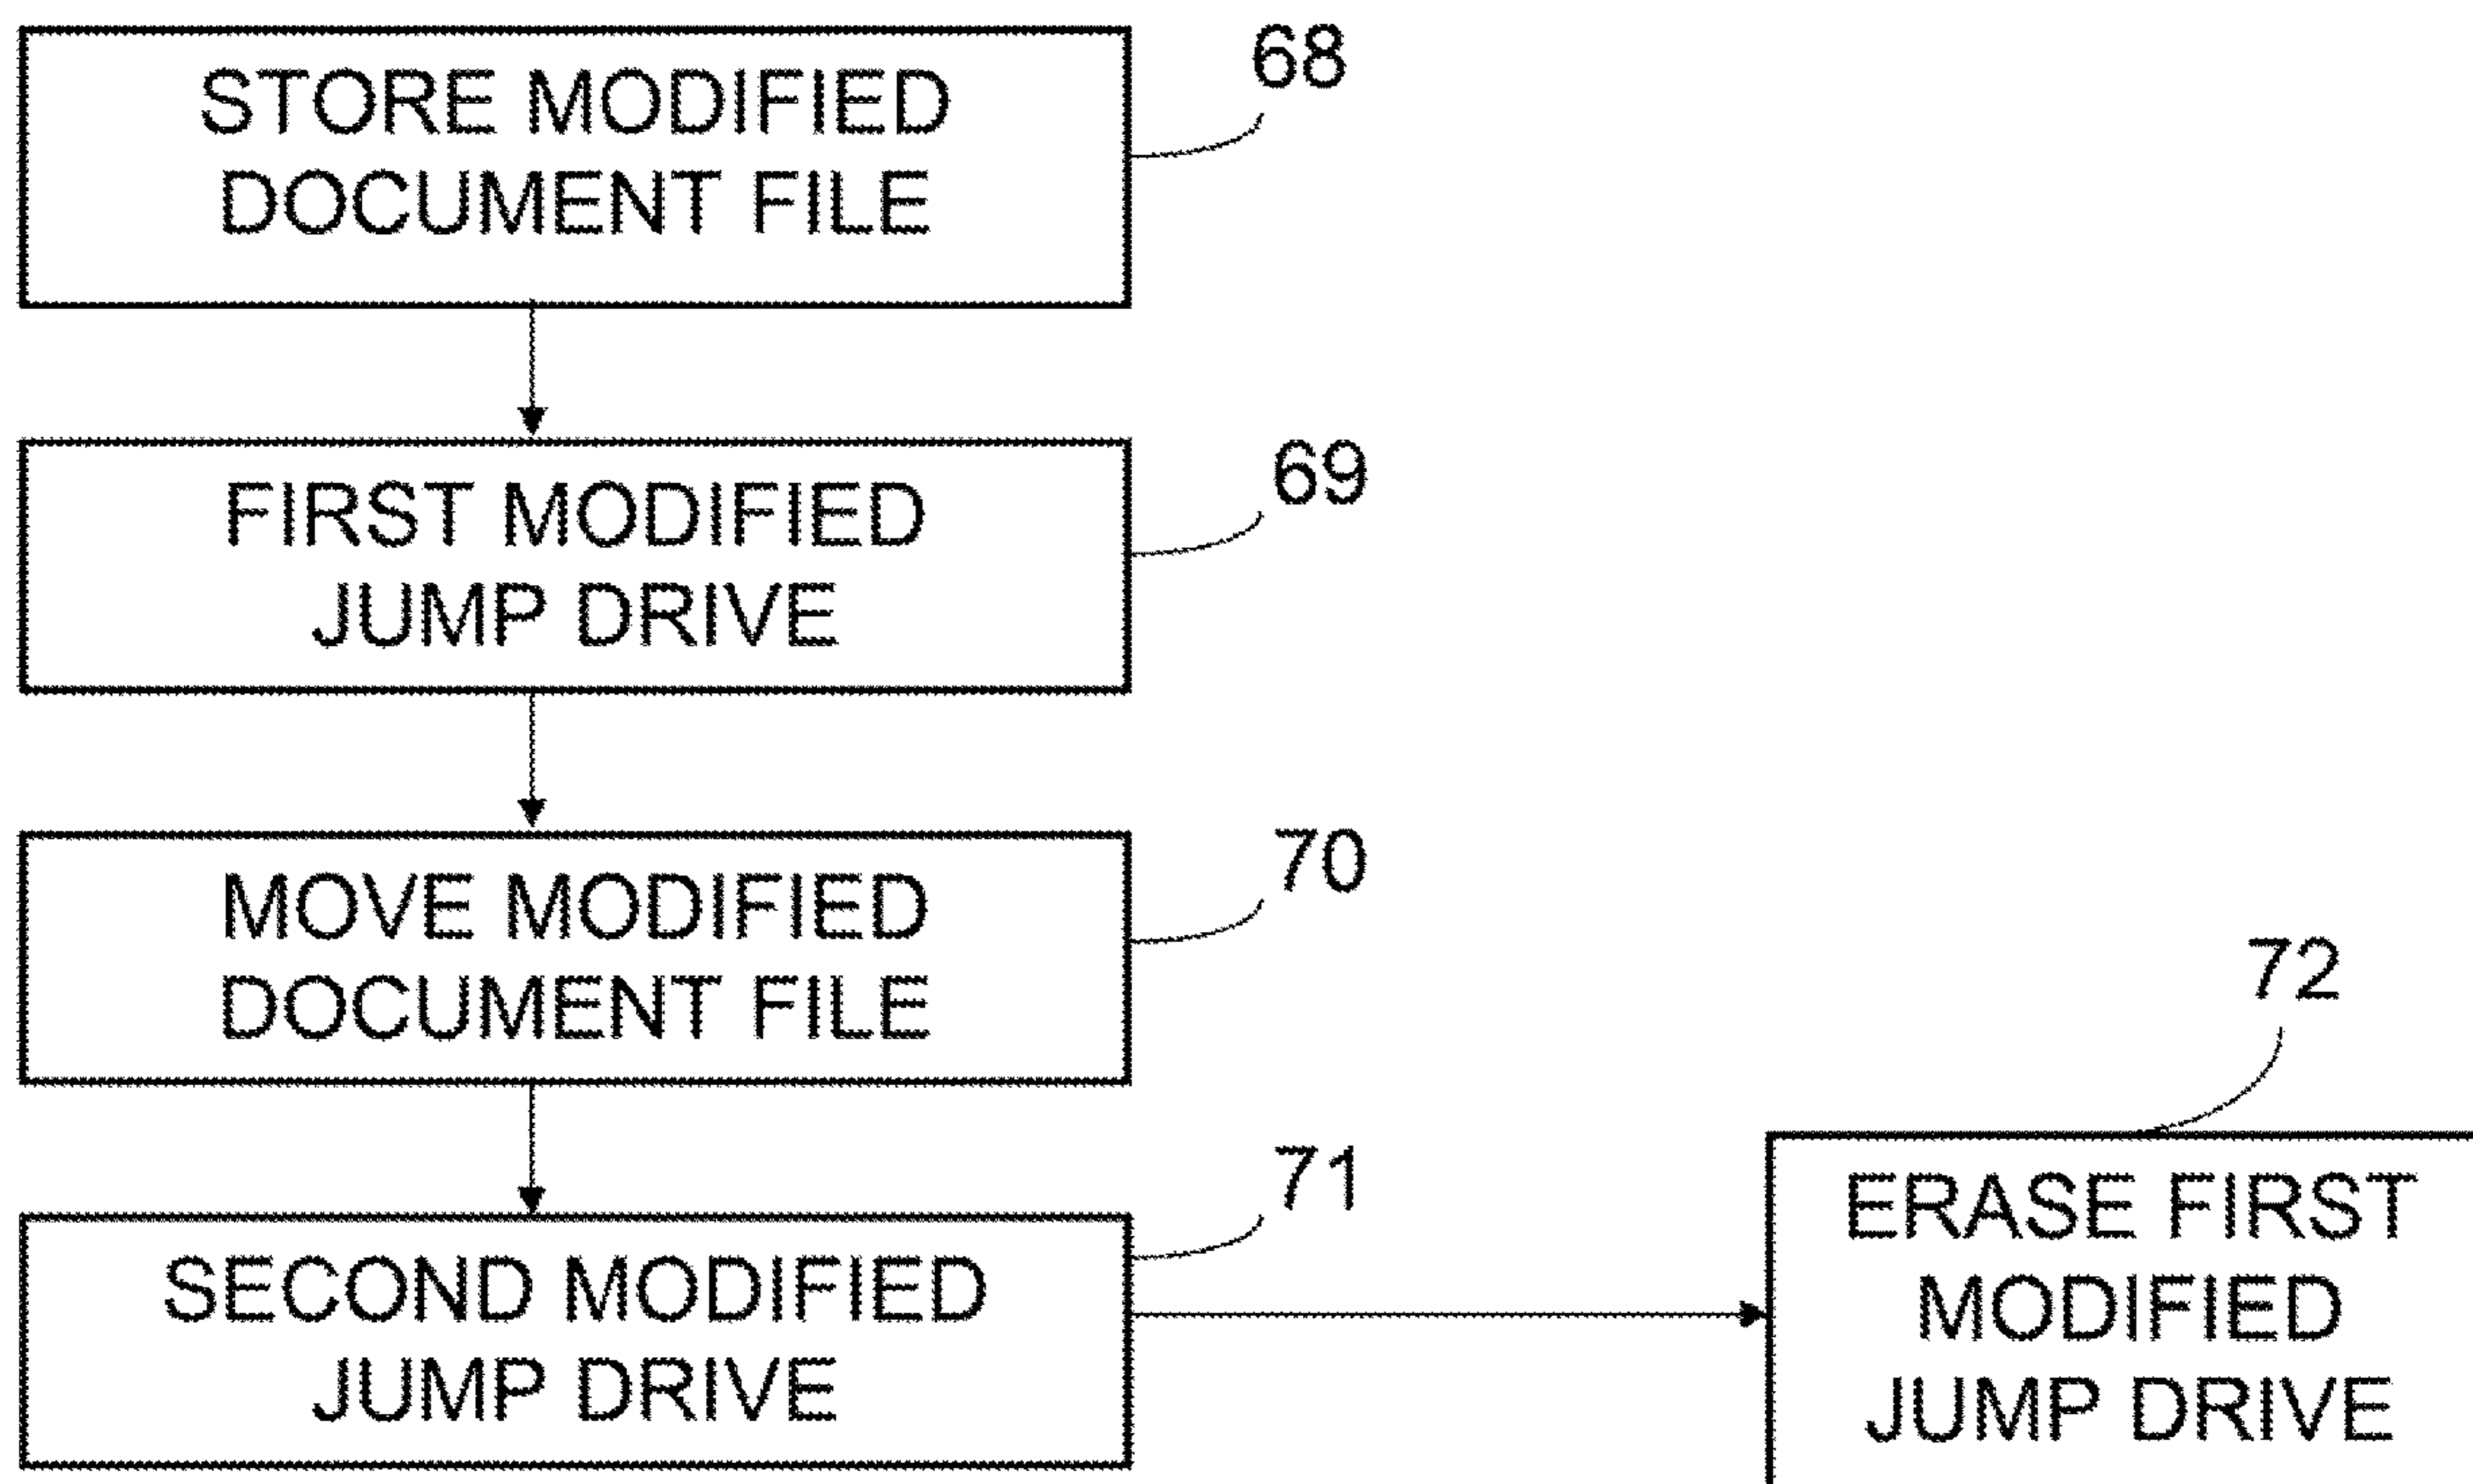 STORE MODIFIED
DOCUMENT FILE
68
FIRST MODIFIED
JUMP DRIVE
69
MOVE MODIFIED
DOCUMENT FILE
70
SECOND MODIFIED
JUMP DRIVE
71
72
ERASE FIRST
MODIFIED
JUMP DRIVE